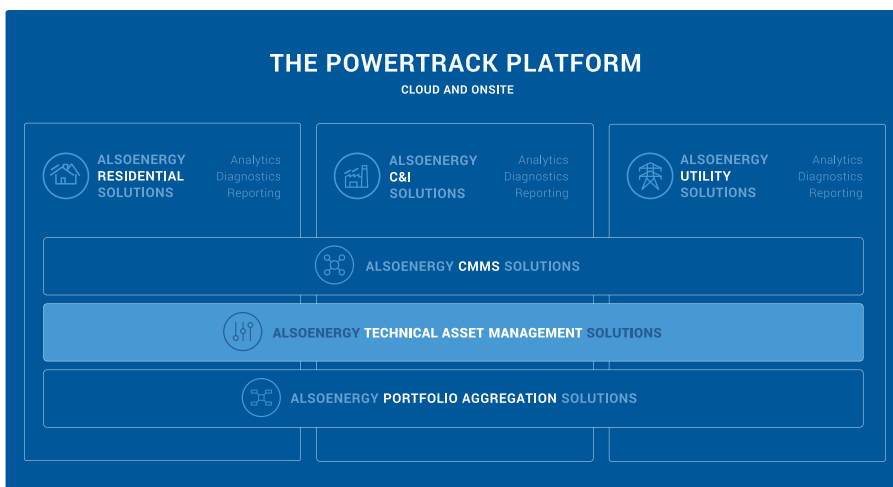 THE POWERTRACK PLATFORM
CLOUD AND ONSITE
ALSOENERGY
RESIDENTIAL
SOLUTIONS
Analytics
Diagnostics
Reporting
ALSOENERGY
C&I
SOLUTIONS
Analytics
Diagnostics
Reporting
ALSOENERGY
UTILITY
SOLUTIONS
Analytics
Diagnostics
Reporting
ALSOENERGY CMMS SOLUTIONS
ALSOENERGY TECHNICAL ASSET MANAGEMENT SOLUTIONS
ALSOENERGY PORTFOLIO AGGREGATION SOLUTIONS